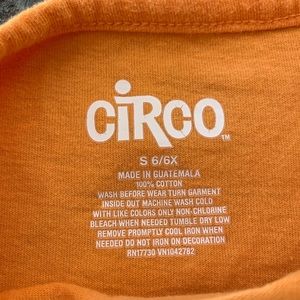 CiRCO™
S 6/6X
MADE IN GUATEMALA
100% COTTON
WASH BEFORE WEAR TURN GARMENT
INSIDE OUT MACHINE WASH COLD
WITH LIKE COLORS ONLY NON-CHLORINE
BLEACH WHEN NEEDED TUMBLE DRY LOW
REMOVE PROMPTLY COOL IRON WHEN
NEEDED DO NOT IRON ON DECORATION
RN17730 VN1042782